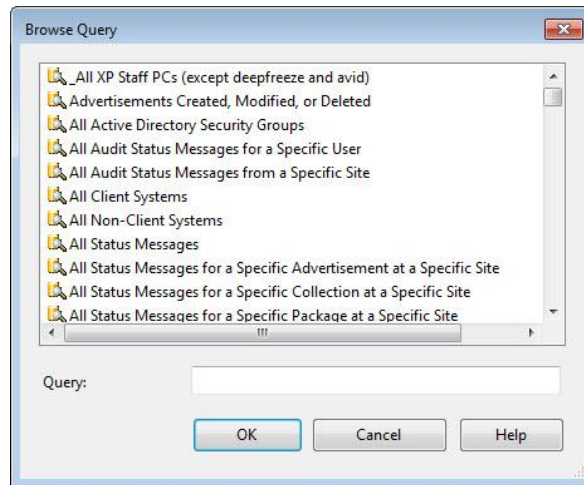 Browse Query
_All XP Staff PCs (except deepfreeze and avid)
Advertisements Created, Modified, or Deleted
All Active Directory Security Groups
All Audit Status Messages for a Specific User
All Audit Status Messages from a Specific Site
All Client Systems
All Non-Client Systems
All Status Messages
All Status Messages for a Specific Advertisement at a Specific Site
All Status Messages for a Specific Collection at a Specific Site
All Status Messages for a Specific Package at a Specific Site
Query:
OK Cancel Help